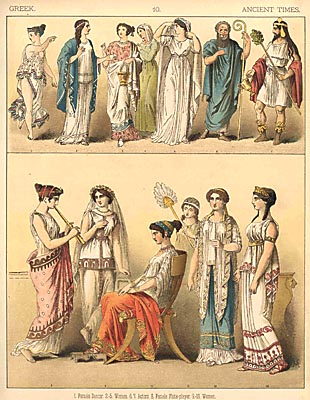 GREEK. 10. ANCIENT TIMES.
1. Female Dancer. 2-5. Women. 6. 7. Actors. 8. Female Flute-player. 9.-13. Women.